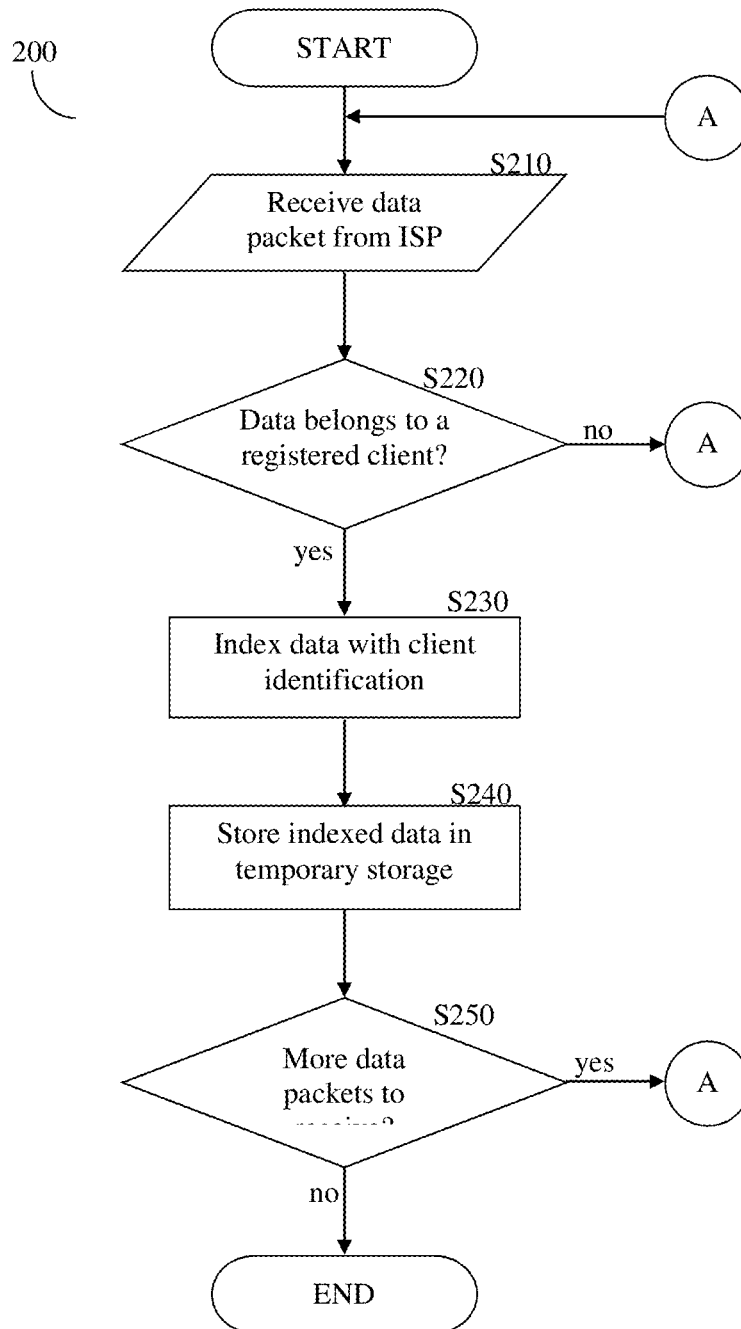 200
START
A
S210
Receive data
packet from ISP
S220
Data belongs to a
registered client?
no
A
yes
S230
Index data with client
identification
S240
Store indexed data in
temporary storage
S250
More data
packets to
yes
A
no
END